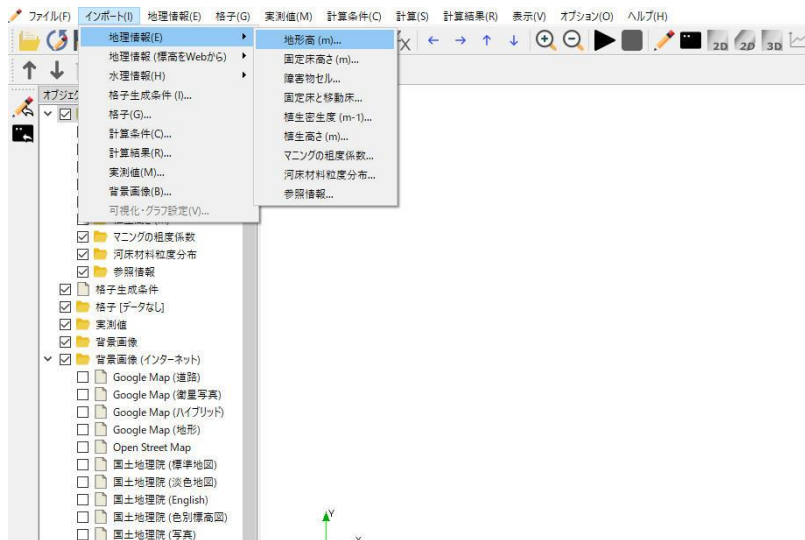 ファイル(F) インポート(I) 地理情報(E) 格子(G) 実測値(M) 計算条件(C) 計算(S) 計算結果(R) 表示(V) オプション(O) ヘルプ(H)
地理情報(E)
地理情報 (標高をWebから)
水理情報(H)
格子生成条件 (I)...
格子(G)...
計算条件(C)...
計算結果(R)...
実測値(M)...
背景画像(B)...
可視化・グラフ設定(V)...
地形高 (m)...
固定床高さ (m)...
障害物セル...
固定床と移動床...
植生密生度 (m-1)...
植生高さ (m)...
マニングの粗度係数...
河床材料粒度分布...
参照情報...
2D 2D 3D
オブジェク
マニングの粗度係数
河床材料粒度分布
参照情報
格子生成条件
格子 [データなし]
実測値
背景画像
背景画像 (インターネット)
Google Map (道路)
Google Map (衛星写真)
Google Map (ハイブリッド)
Google Map (地形)
Open Street Map
国土地理院 (標準地図)
国土地理院 (淡色地図)
国土地理院 (English)
国土地理院 (色別標高図)
国土地理院 (写真)
Y
X